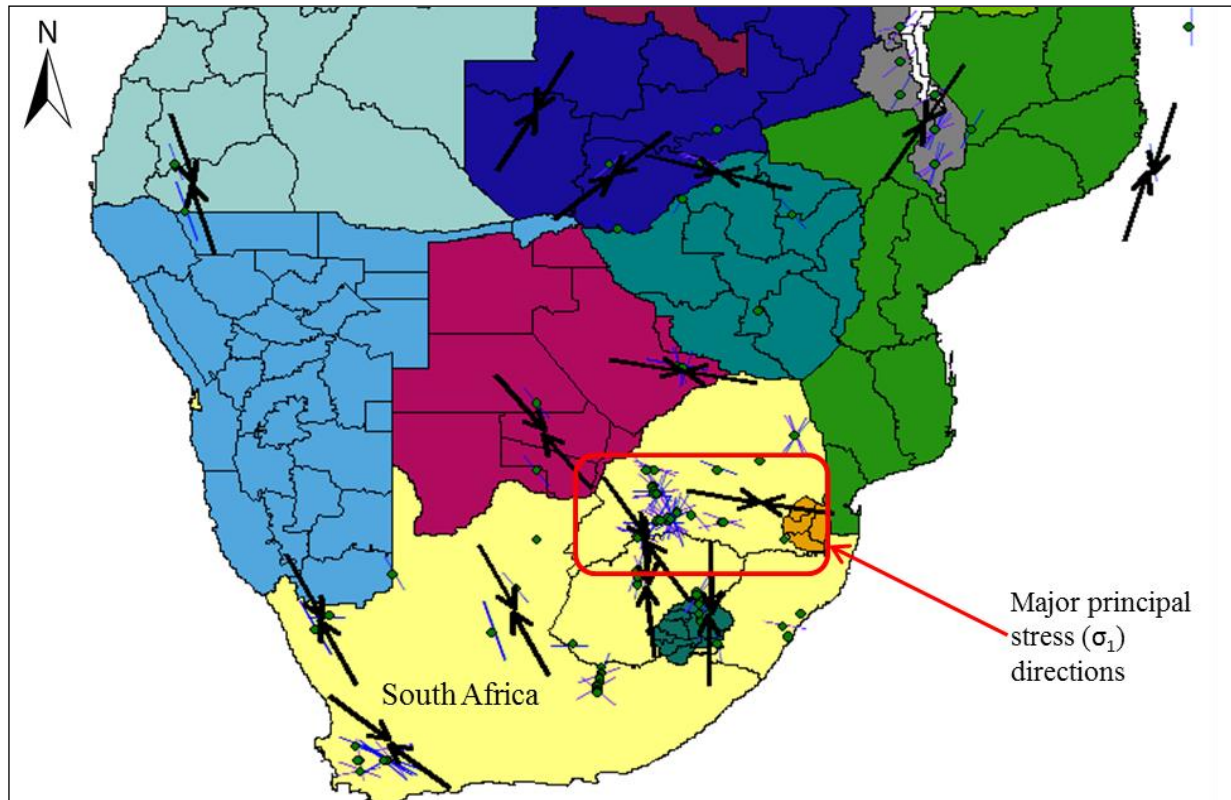 N
Major principal
stress (σ₁)
directions
South Africa